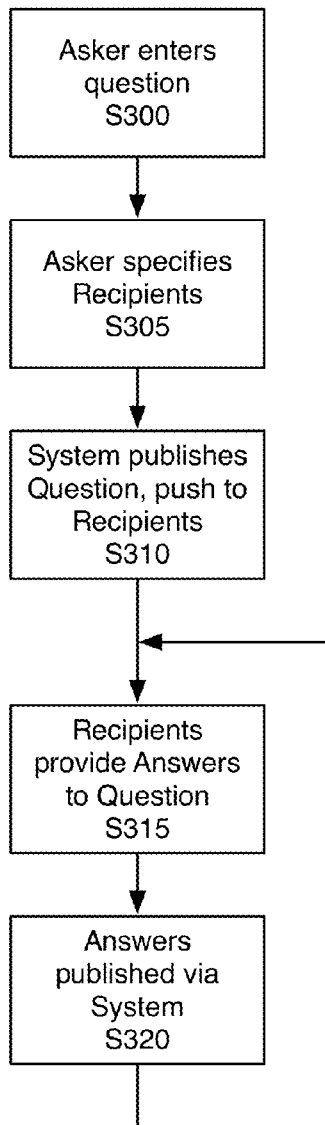 Asker enters
question
S300
Asker specifies
Recipients
S305
System publishes
Question, push to
Recipients
S310
Recipients
provide Answers
to Question
S315
Answers
published via
System
S320